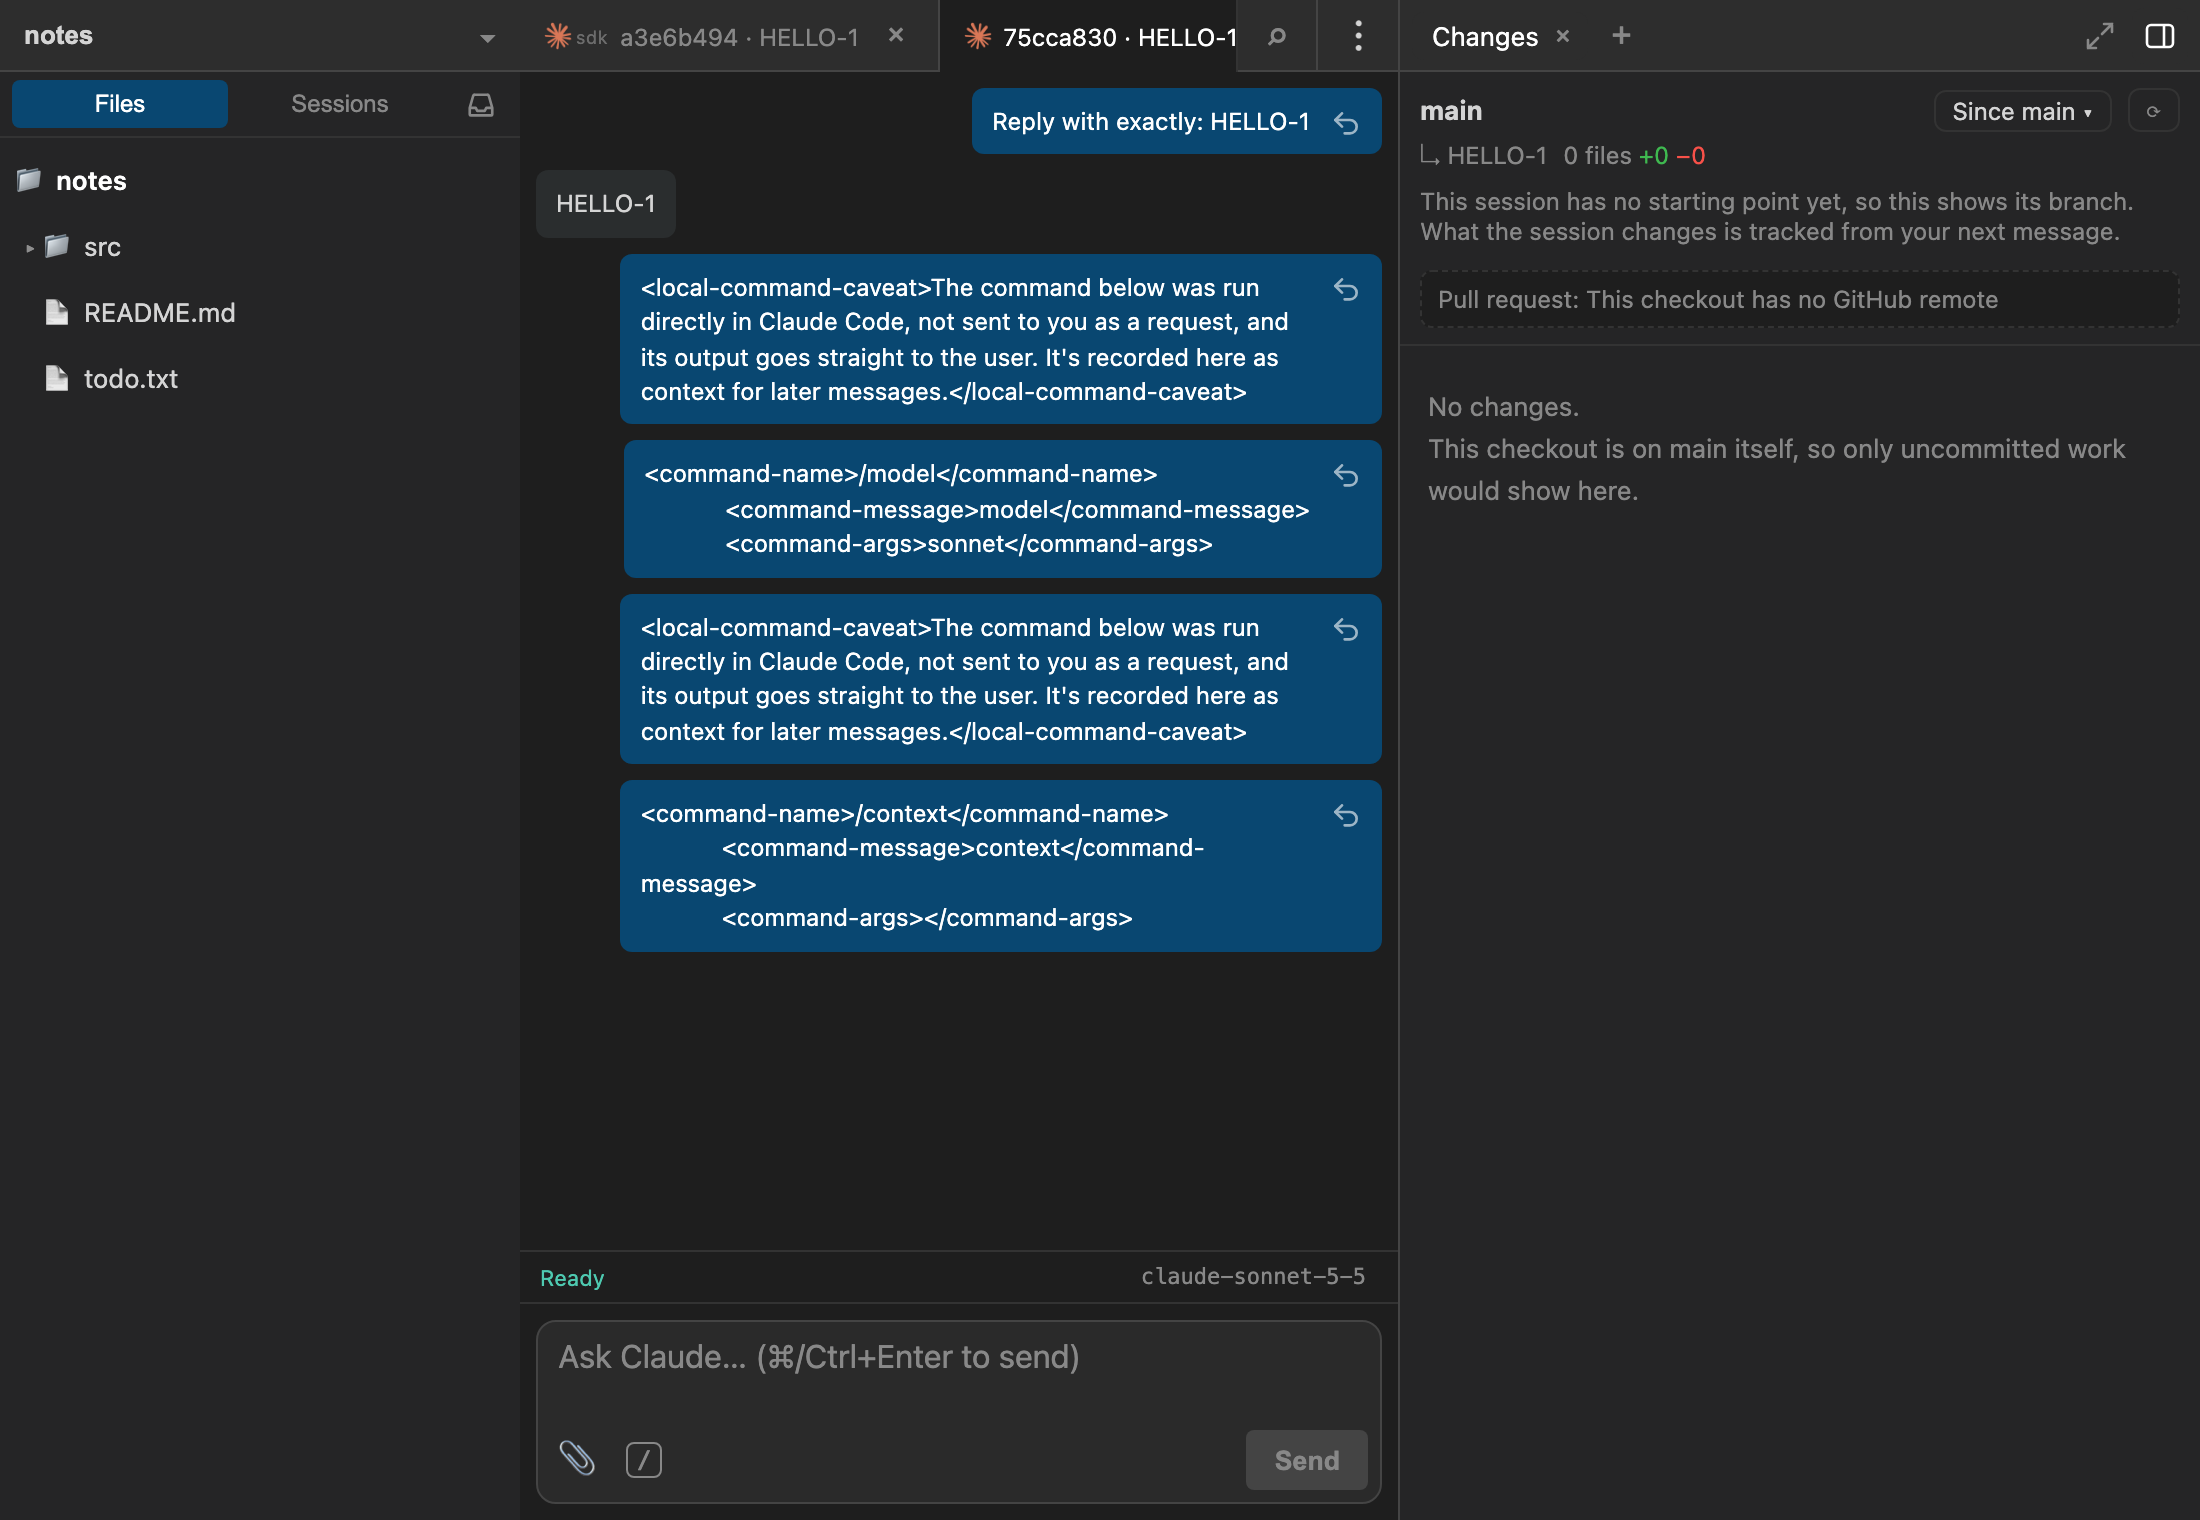 notes
sdk a3e6b494 · HELLO-1 ×
75cca830 · HELLO-1
Changes × +
Files
Sessions
notes
src
README.md
todo.txt
Reply with exactly: HELLO-1
HELLO-1
<local-command-caveat>The command below was run
directly in Claude Code, not sent to you as a request, and
its output goes straight to the user. It's recorded here as
context for later messages.</local-command-caveat>
<command-name>/model</command-name>
<command-message>model</command-message>
<command-args>sonnet</command-args>
<local-command-caveat>The command below was run
directly in Claude Code, not sent to you as a request, and
its output goes straight to the user. It's recorded here as
context for later messages.</local-command-caveat>
<command-name>/context</command-name>
<command-message>context</command-
message>
<command-args></command-args>
Ready
claude-sonnet-5-5
Ask Claude... (⌘/Ctrl+Enter to send)
/
Send
main
Since main
HELLO-1 0 files +0 −0
This session has no starting point yet, so this shows its branch.
What the session changes is tracked from your next message.
Pull request: This checkout has no GitHub remote
No changes.
This checkout is on main itself, so only uncommitted work
would show here.